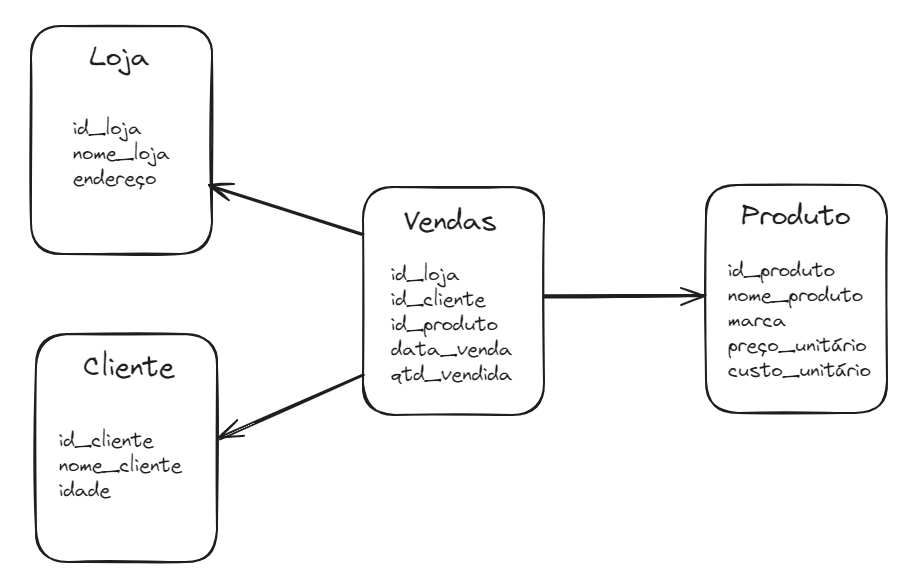 Loja
id_loja
nome_loja
endereço
Vendas
id_loja
id_cliente
id_produto
data_venda
qtd_vendida
Produto
id_produto
nome_produto
marca
preço_unitário
custo_unitário
Cliente
id_cliente
nome_cliente
idade